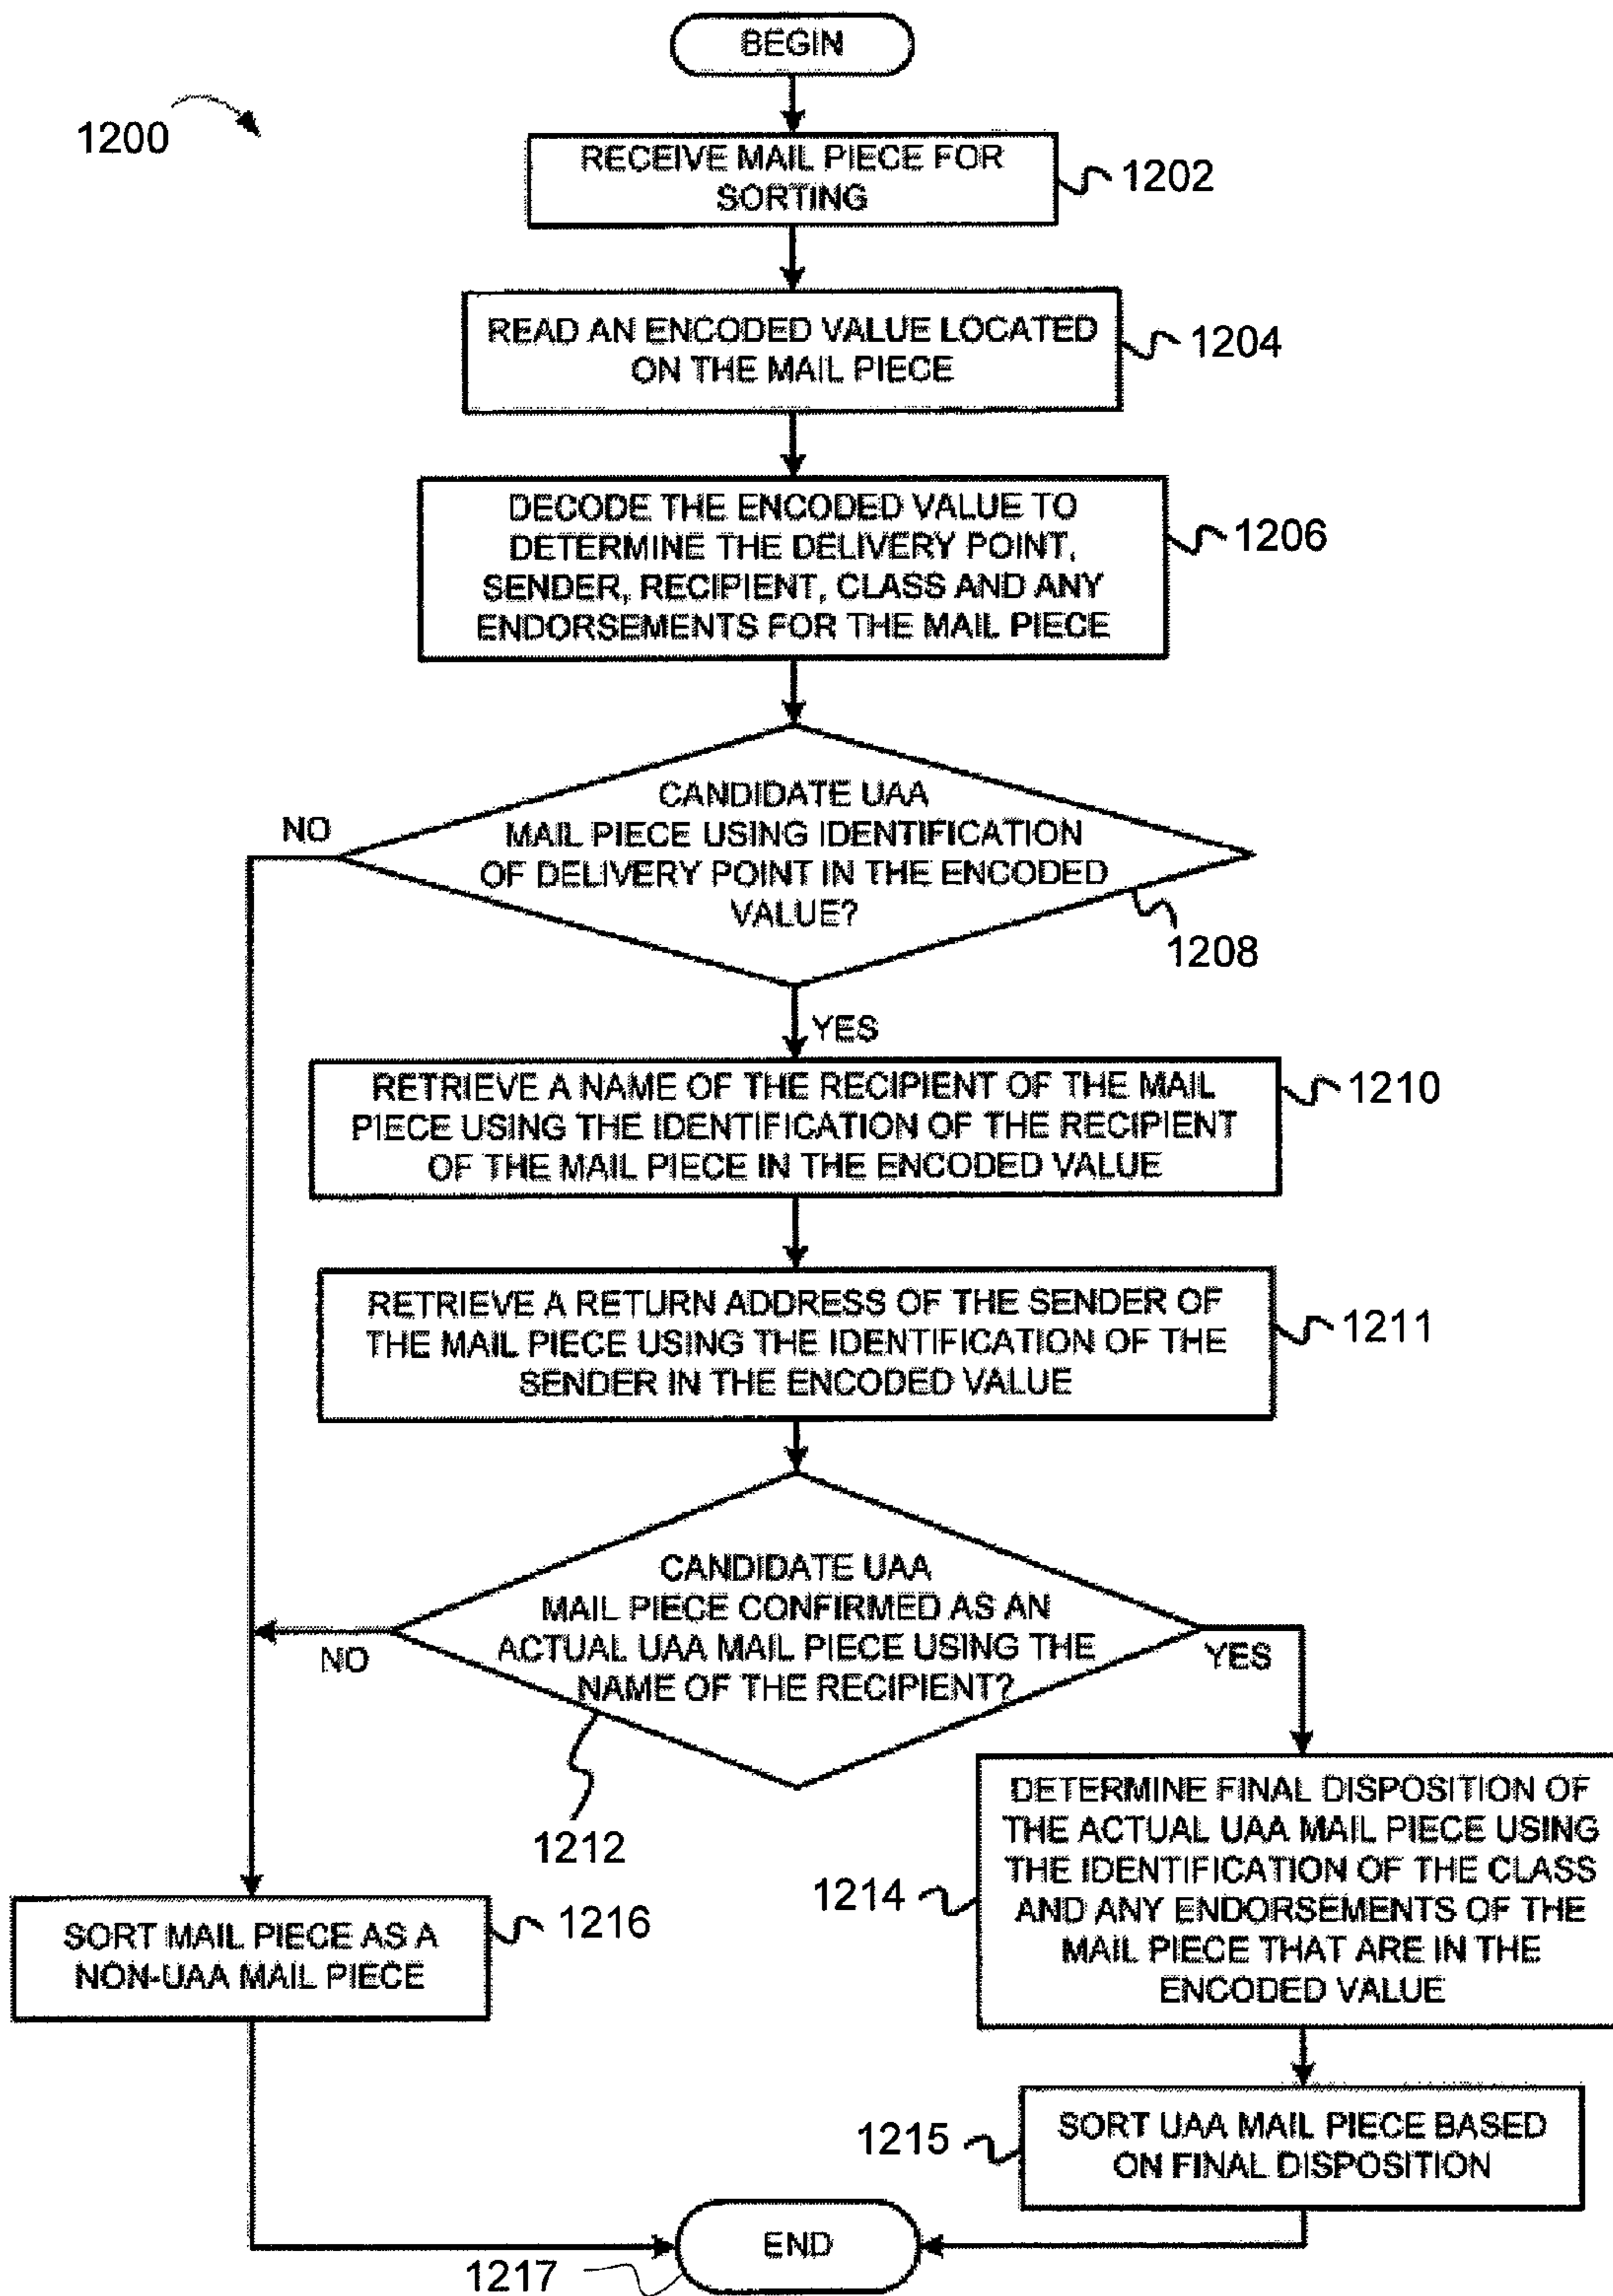 BEGIN
1200
RECEIVE MAIL PIECE FOR
SORTING
1202
READ AN ENCODED VALUE LOCATED
ON THE MAIL PIECE
1204
DECODE THE ENCODED VALUE TO
DETERMINE THE DELIVERY POINT,
SENDER, RECIPIENT, CLASS AND ANY
ENDORSEMENTS FOR THE MAIL PIECE
1206
CANDIDATE UAA
MAIL PIECE USING IDENTIFICATION
OF DELIVERY POINT IN THE ENCODED
VALUE?
NO
1208
YES
RETRIEVE A NAME OF THE RECIPIENT OF THE MAIL
PIECE USING THE IDENTIFICATION OF THE RECIPIENT
OF THE MAIL PIECE IN THE ENCODED VALUE
1210
RETRIEVE A RETURN ADDRESS OF THE SENDER OF
THE MAIL PIECE USING THE IDENTIFICATION OF THE
SENDER IN THE ENCODED VALUE
1211
CANDIDATE UAA
MAIL PIECE CONFIRMED AS AN
ACTUAL UAA MAIL PIECE USING THE
NAME OF THE RECIPIENT?
NO
YES
1212
DETERMINE FINAL DISPOSITION OF
THE ACTUAL UAA MAIL PIECE USING
THE IDENTIFICATION OF THE CLASS
AND ANY ENDORSEMENTS OF THE
MAIL PIECE THAT ARE IN THE
ENCODED VALUE
1214
SORT MAIL PIECE AS A
NON-UAA MAIL PIECE
1216
SORT UAA MAIL PIECE BASED
ON FINAL DISPOSITION
1215
END
1217